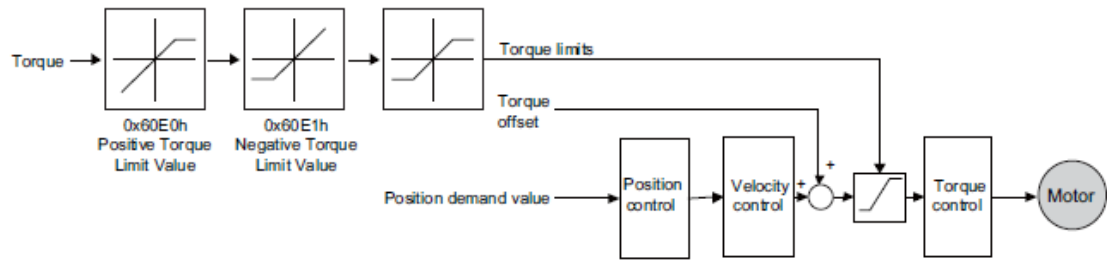 Torque
0x60E0h
Positive Torque
Limit Value
0x60E1h
Negative Torque
Limit Value
Torque limits
Torque
offset
Position demand value
Position
control
Velocity
control
+
+
Torque
control
Motor